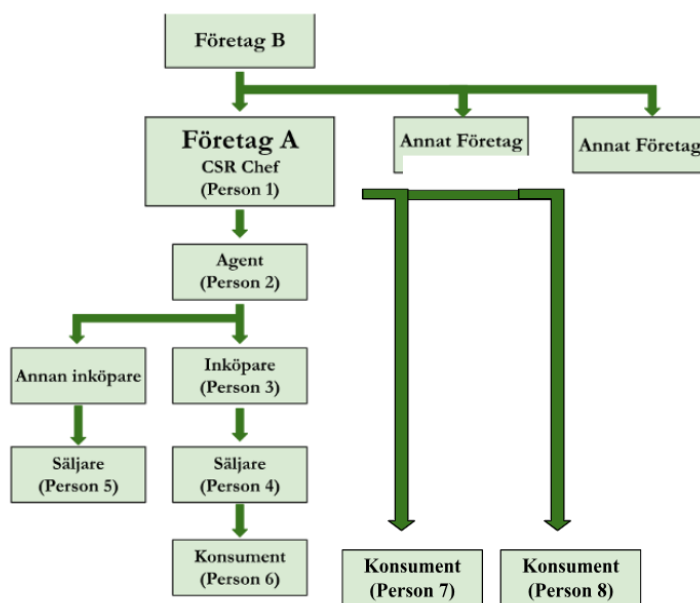 Företag B
Företag A
CSR Chef
(Person 1)
Annat Företag
Annat Företag
Agent
(Person 2)
Annan inköpare
Inköpare
(Person 3)
Säljare
(Person 5)
Säljare
(Person 4)
Konsument
(Person 6)
Konsument
(Person 7)
Konsument
(Person 8)